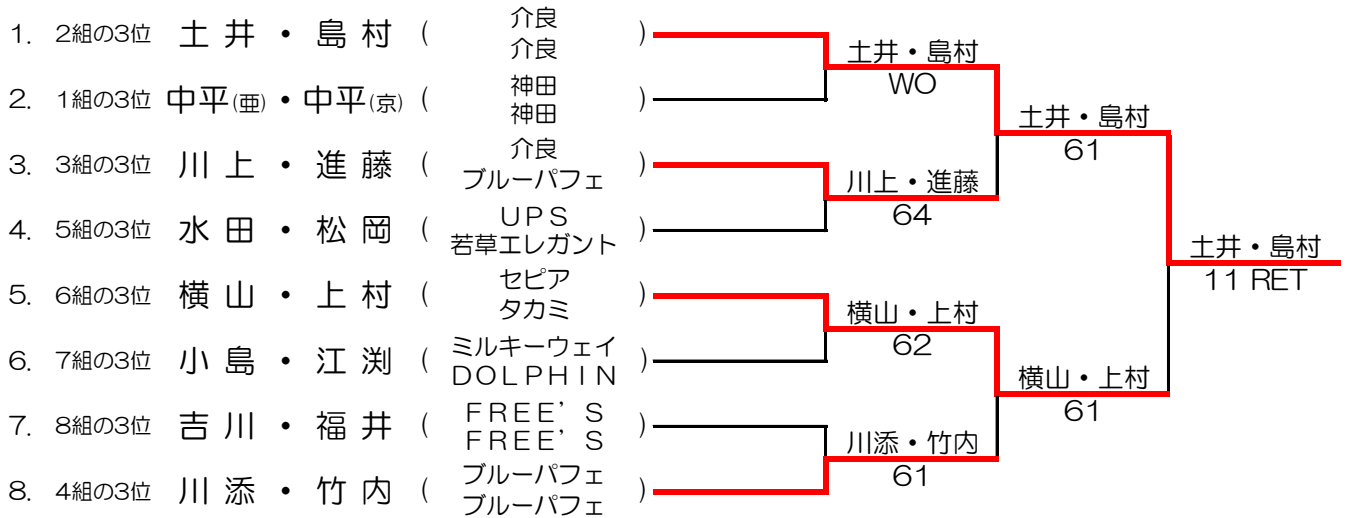 1. 2組の3位 土井・島村 ( 介良 介良 )
2. 1組の3位 中平(亜)・中平(京) ( 神田 神田 )
3. 3組の3位 川上・進藤 ( 介良 ブルーパフェ )
4. 5組の3位 水田・松岡 ( UPS 若草エレガント )
5. 6組の3位 横山・上村 ( セピア タカミ )
6. 7組の3位 小島・江渕 ( ミルキーウェイ DOLPHIN )
7. 8組の3位 吉川・福井 ( FREE'S FREE'S )
8. 4組の3位 川添・竹内 ( ブルーパフェ ブルーパフェ )
土井・島村
WO
川上・進藤
64
横山・上村
62
川添・竹内
61
土井・島村
61
横山・上村
61
土井・島村
11 RET